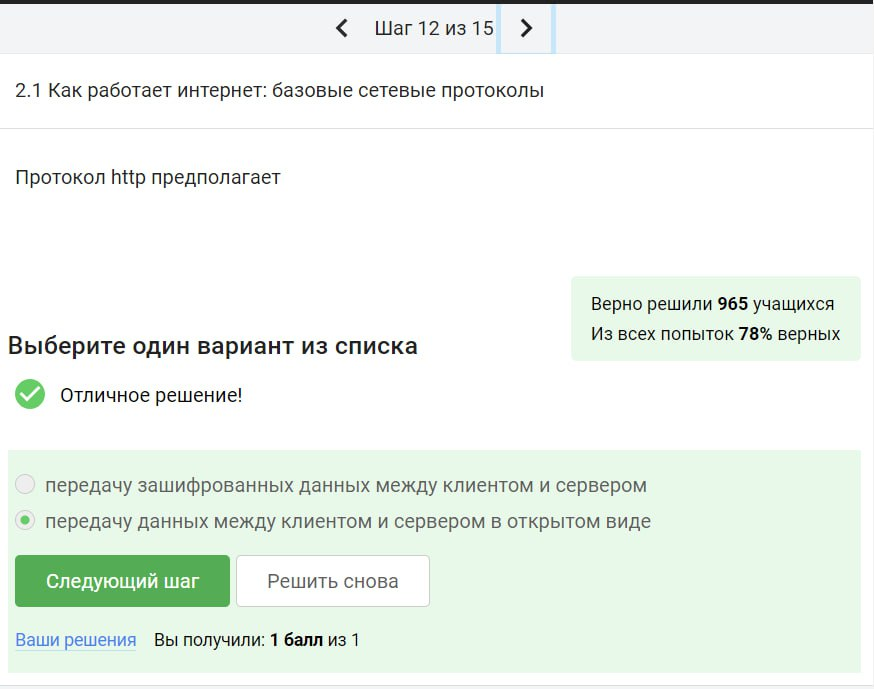 Шаг 12 из 15
2.1 Как работает интернет: базовые сетевые протоколы
Протокол http предполагает
Верно решили 965 учащихся
Из всех попыток 78% верных
Выберите один вариант из списка
Отличное решение!
передачу зашифрованных данных между клиентом и сервером
передачу данных между клиентом и сервером в открытом виде
Следующий шаг Решить снова
Ваши решения Вы получили: 1 балл из 1